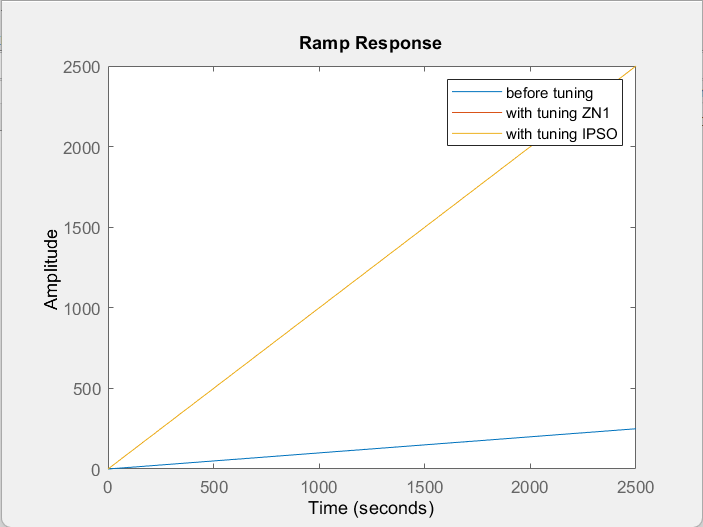 Ramp Response
before tuning
with tuning ZN1
with tuning IPSO
2500
2000
1500
1000
500
0
Amplitude
0 500 1000 1500 2000 2500
Time (seconds)